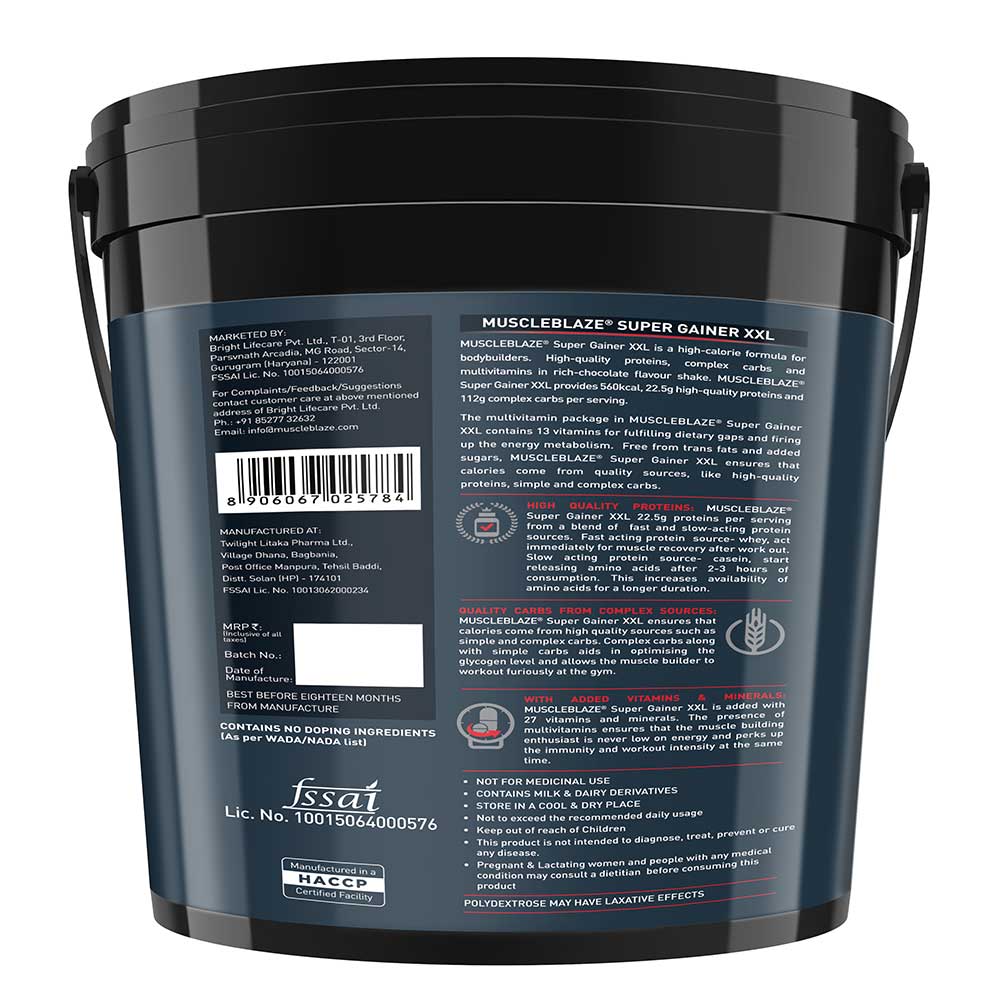 MARKETED BY:
Bright Lifecare Pvt. Ltd., T-01, 3rd Floor,
Parsvnath Arcadia, MG Road, Sector-14,
Gurugram (Haryana) - 122001
FSSAI Lic. No. 10015064000576
For Complaints/Feedback/Suggestions
contact customer care at above mentioned
address of Bright Lifecare Pvt. Ltd.
Ph.: +91 85277 32632
Email: info@muscleblaze.com
8 906067 025784
MANUFACTURED AT:
Twilight Litaka Pharma Ltd.,
Village Dhana, Bagbania,
Post Office Manpura, Tehsil Baddi,
Distt. Solan (HP) - 174101
FSSAI Lic. No. 10013062000234
MRP ₹:
(Inclusive of all
taxes)
Batch No.:
Date of
Manufacture:
BEST BEFORE EIGHTEEN MONTHS
FROM MANUFACTURE
CONTAINS NO DOPING INGREDIENTS
(As per WADA/NADA list)
fssai
Lic. No. 10015064000576
Manufactured in a
HACCP
Certified Facility
MUSCLEBLAZE® SUPER GAINER XXL
MUSCLEBLAZE® Super Gainer XXL is a high-calorie formula for
bodybuilders. High-quality proteins, complex carbs and
multivitamins in rich-chocolate flavour shake. MUSCLEBLAZE®
Super Gainer XXL provides 560kcal, 22.5g high-quality proteins and
112g complex carbs per serving.
The multivitamin package in MUSCLEBLAZE® Super Gainer
XXL contains 13 vitamins for fulfilling dietary gaps and firing
up the energy metabolism. Free from trans fats and added
sugars, MUSCLEBLAZE® Super Gainer XXL ensures that
calories come from quality sources, like high-quality
proteins, simple and complex carbs.
HIGH QUALITY PROTEINS: MUSCLEBLAZE®
Super Gainer XXL 22.5g proteins per serving
from a blend of fast and slow-acting protein
sources. Fast acting protein source- whey, act
immediately for muscle recovery after work out.
Slow acting protein source- casein, start
releasing amino acids after 2-3 hours of
consumption. This increases availability of
amino acids for a longer duration.
QUALITY CARBS FROM COMPLEX SOURCES:
MUSCLEBLAZE® Super Gainer XXL ensures that
calories come from high quality sources such as
simple and complex carbs. Complex carbs along
with simple carbs aids in optimising the
glycogen level and allows the muscle builder to
workout furiously at the gym.
WITH ADDED VITAMINS & MINERALS:
MUSCLEBLAZE® Super Gainer XXL is added with
27 vitamins and minerals. The presence of
multivitamins ensures that the muscle building
enthusiast is never low on energy and perks up
the immunity and workout intensity at the same
time.
• NOT FOR MEDICINAL USE
• CONTAINS MILK & DAIRY DERIVATIVES
• STORE IN A COOL & DRY PLACE
• Not to exceed the recommended daily usage
• Keep out of reach of Children
• This product is not intended to diagnose, treat, prevent or cure
any disease.
• Pregnant & Lactating women and people with any medical
condition may consult a dietitian before consuming this
product
POLYDEXTROSE MAY HAVE LAXATIVE EFFECTS